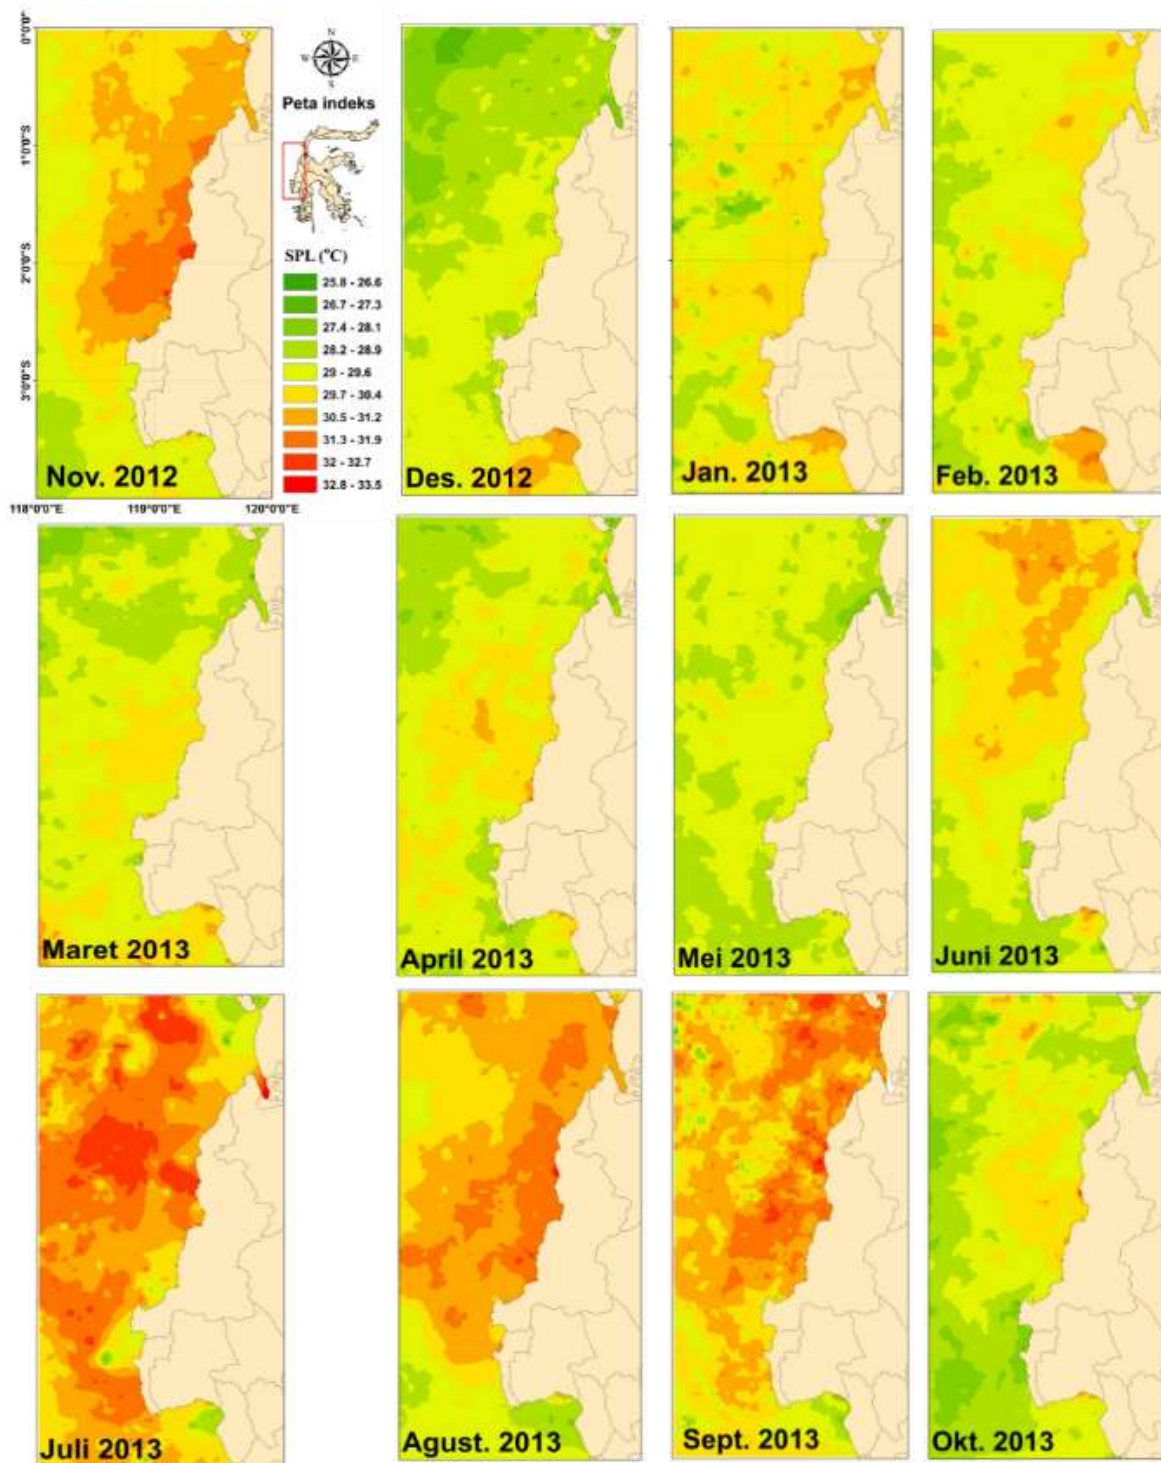 N
W E
S
Peta indeks
SPL (°C)
25.8 - 26.6
26.7 - 27.3
27.4 - 28.1
28.2 - 28.9
29 - 29.6
29.7 - 30.4
30.5 - 31.2
31.3 - 31.9
32 - 32.7
32.8 - 33.5
0°0'0"
1°0'0"S
2°0'0"S
3°0'0"S
118°0'0"E 119°0'0"E 120°0'0"E
Nov. 2012
Des. 2012
Jan. 2013
Feb. 2013
Maret 2013
April 2013
Mei 2013
Juni 2013
Juli 2013
Agust. 2013
Sept. 2013
Okt. 2013